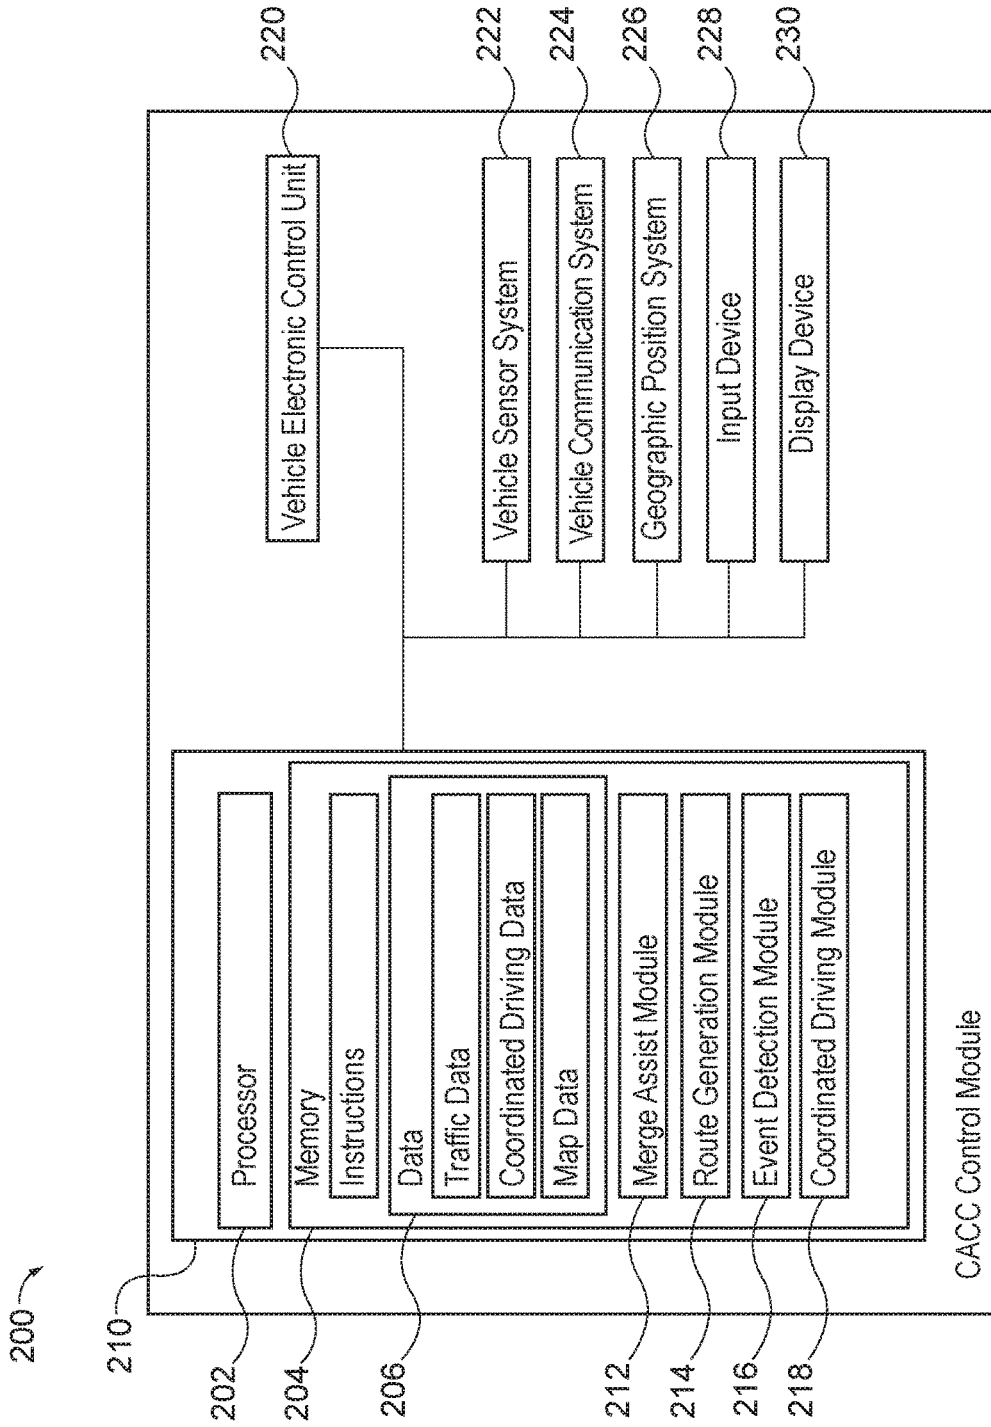 200
210
202
Processor
204
Memory
Instructions
206
Data
Traffic Data
Coordinated Driving Data
Map Data
212
Merge Assist Module
214
Route Generation Module
216
Event Detection Module
218
Coordinated Driving Module
CACC Control Module
Vehicle Electronic Control Unit
220
Vehicle Sensor System
222
Vehicle Communication System
224
Geographic Position System
226
Input Device
228
Display Device
230